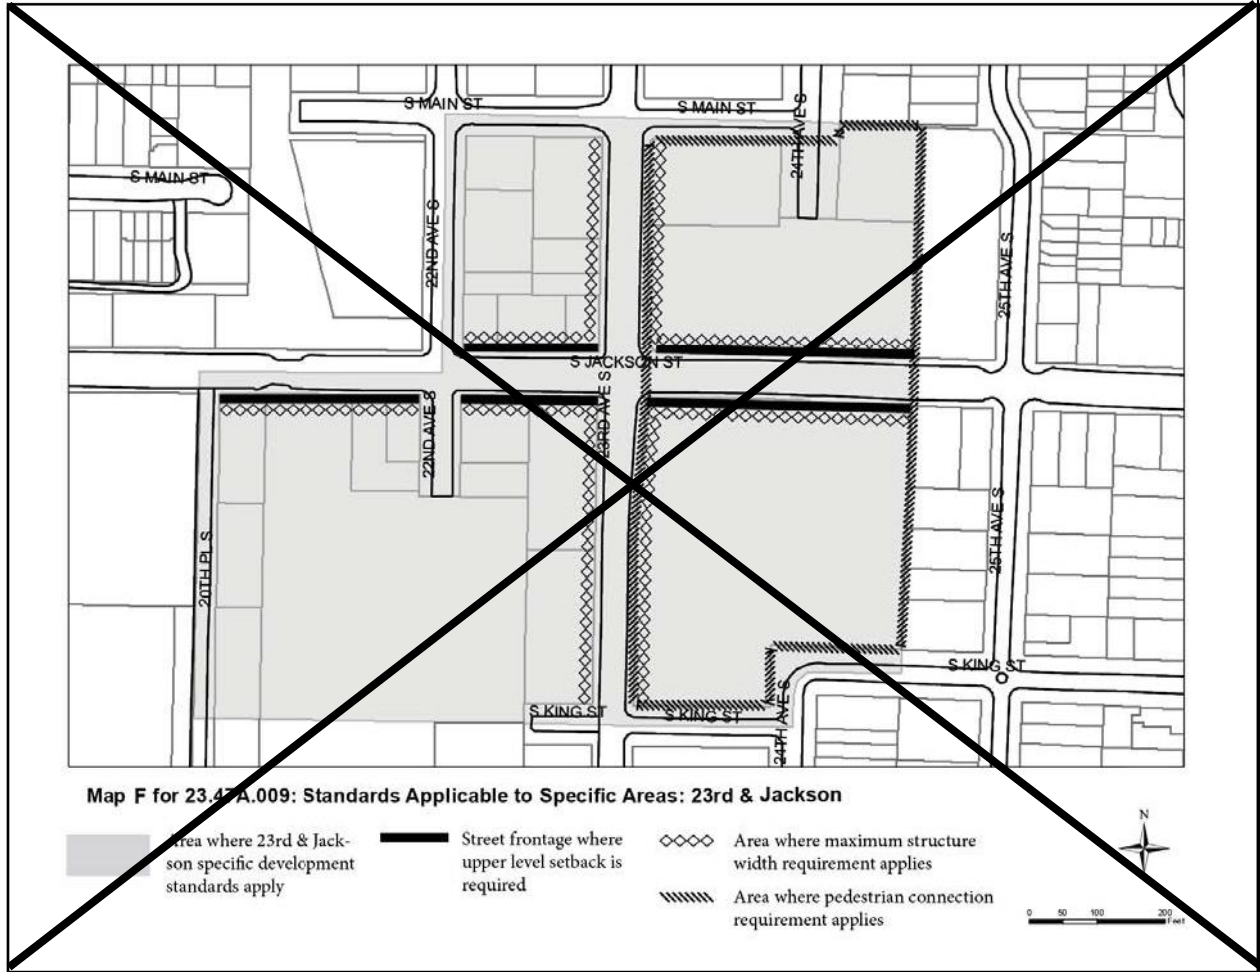 S MAIN ST
S MAIN ST
S MAIN ST
24TH AVE S
22ND AVE S
25TH AVE S
S JACKSON ST
23RD AVE S
22ND AVE S
25TH AVE S
20TH PL S
S KING ST
S KING ST
S KING ST
24TH AVE S
Map F for 23.47A.009: Standards Applicable to Specific Areas: 23rd & Jackson
Area where 23rd & Jack-
son specific development
standards apply
Street frontage where
upper level setback is
required
Area where maximum structure
width requirement applies
Area where pedestrian connection
requirement applies
N
0 50 100 200
Feet